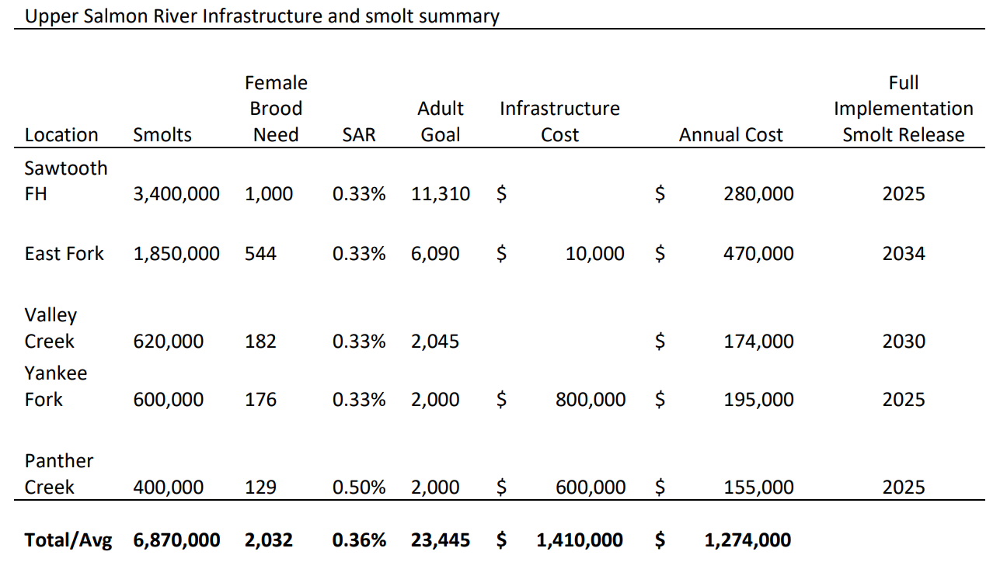 Upper Salmon River Infrastructure and smolt summary
Female
Full
Brood
Adult
Infrastructure
Implementation
Location Smolts Need SAR Goal Cost Annual Cost Smolt Release
Sawtooth
FH 3,400,000 1,000 0.33% 11,310 $ $ 280,000 2025
East Fork 1,850,000 544 0.33% 6,090 $ 10,000 $ 470,000 2034
Valley
Creek 620,000 182 0.33% 2,045 $ 174,000 2030
Yankee
Fork 600,000 176 0.33% 2,000 $ 800,000 $ 195,000 2025
Panther
Creek 400,000 129 0.50% 2,000 $ 600,000 $ 155,000 2025
Total/Avg 6,870,000 2,032 0.36% 23,445 $ 1,410,000 $ 1,274,000